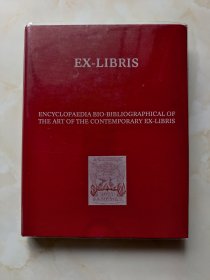 EX-LIBRIS
ENCYCLOPAEDIA BIO-BIBLIOGRAPHICAL OF
THE ART OF THE CONTEMPORARY EX-LIBRIS